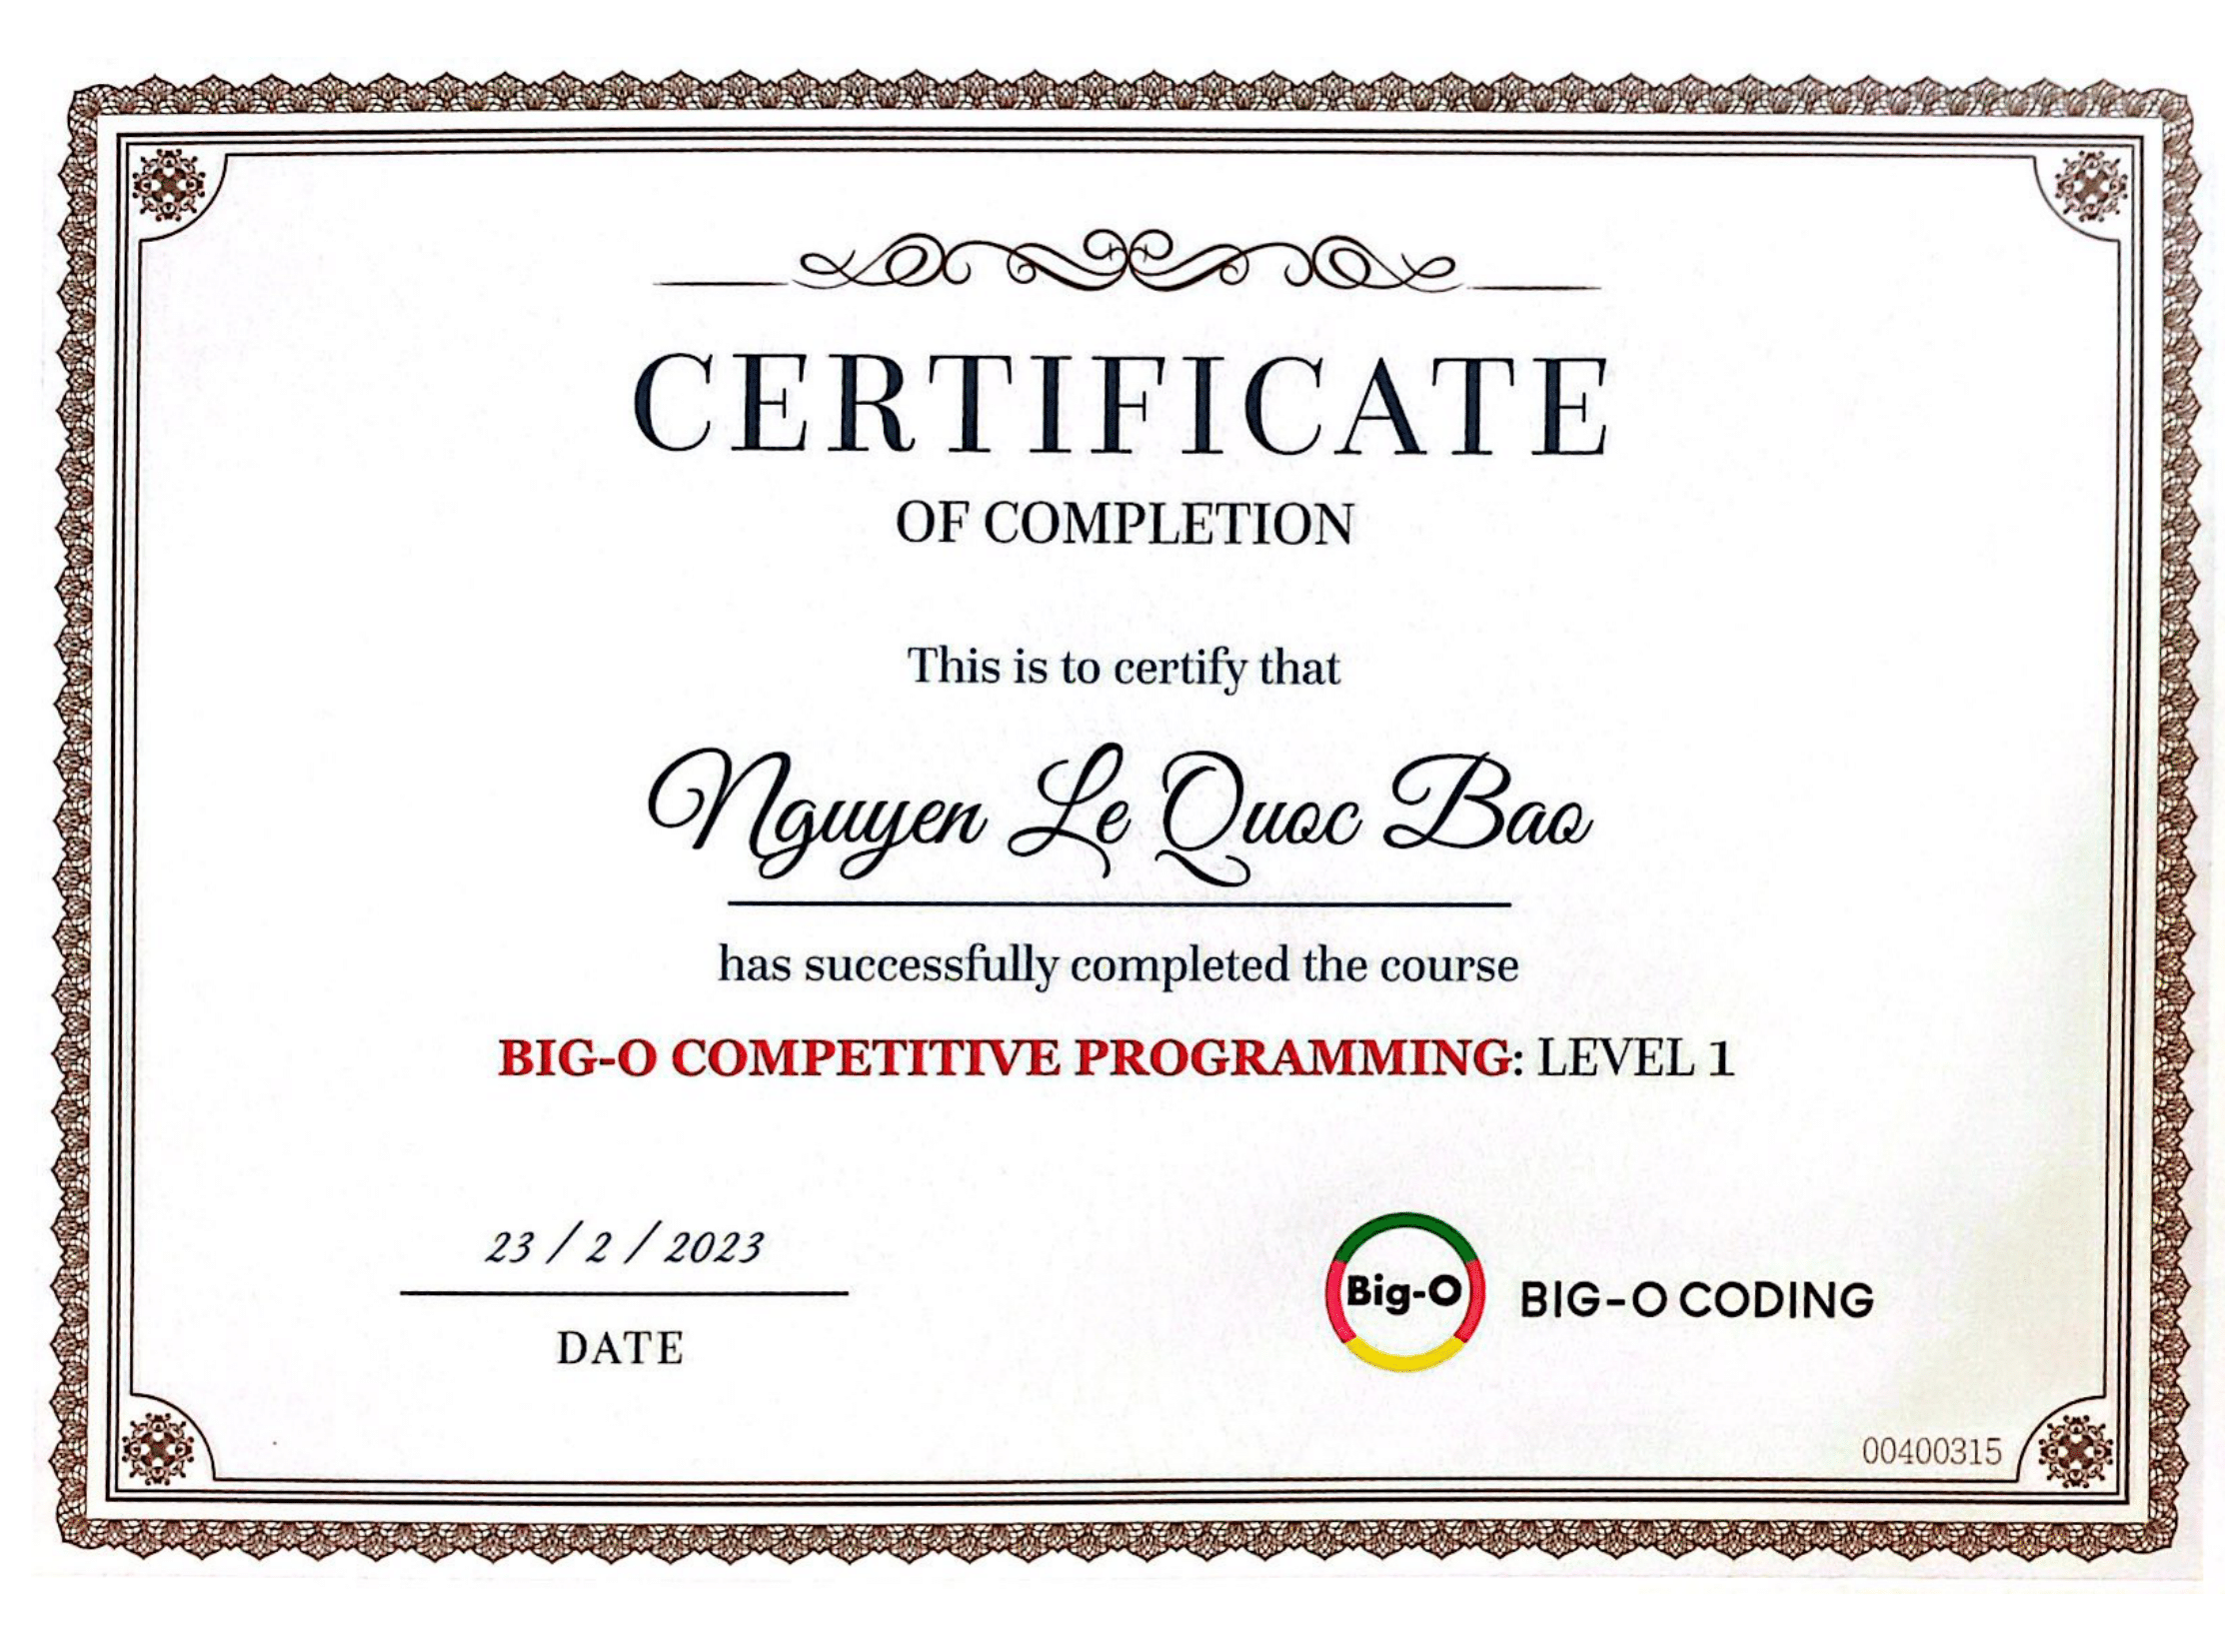 CERTIFICATE
OF COMPLETION
This is to certify that
Nguyen Le Quoc Bao
has successfully completed the course
BIG-O COMPETITIVE PROGRAMMING: LEVEL 1
23 / 2 / 2023
DATE
Big-O
BIG-O CODING
00400315